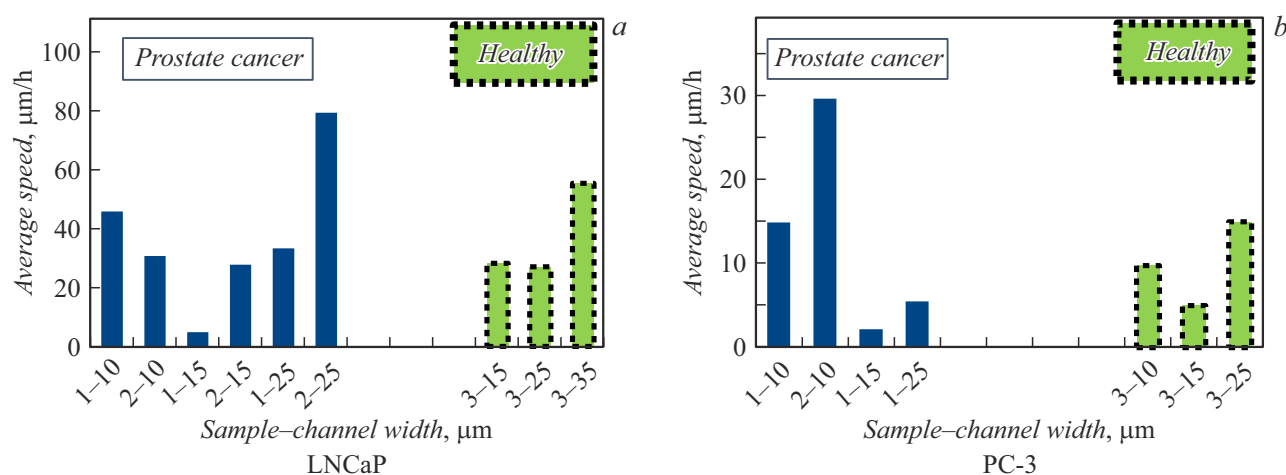 a
Prostate cancer
Healthy
Average speed, µm/h
100
80
60
40
20
0
1–10
2–10
1–15
2–15
1–25
2–25
3–15
3–25
3–35
Sample–channel width, µm
LNCaP
b
Prostate cancer
Healthy
Average speed, µm/h
30
20
10
0
1–10
2–10
1–15
1–25
3–10
3–15
3–25
Sample–channel width, µm
PC-3